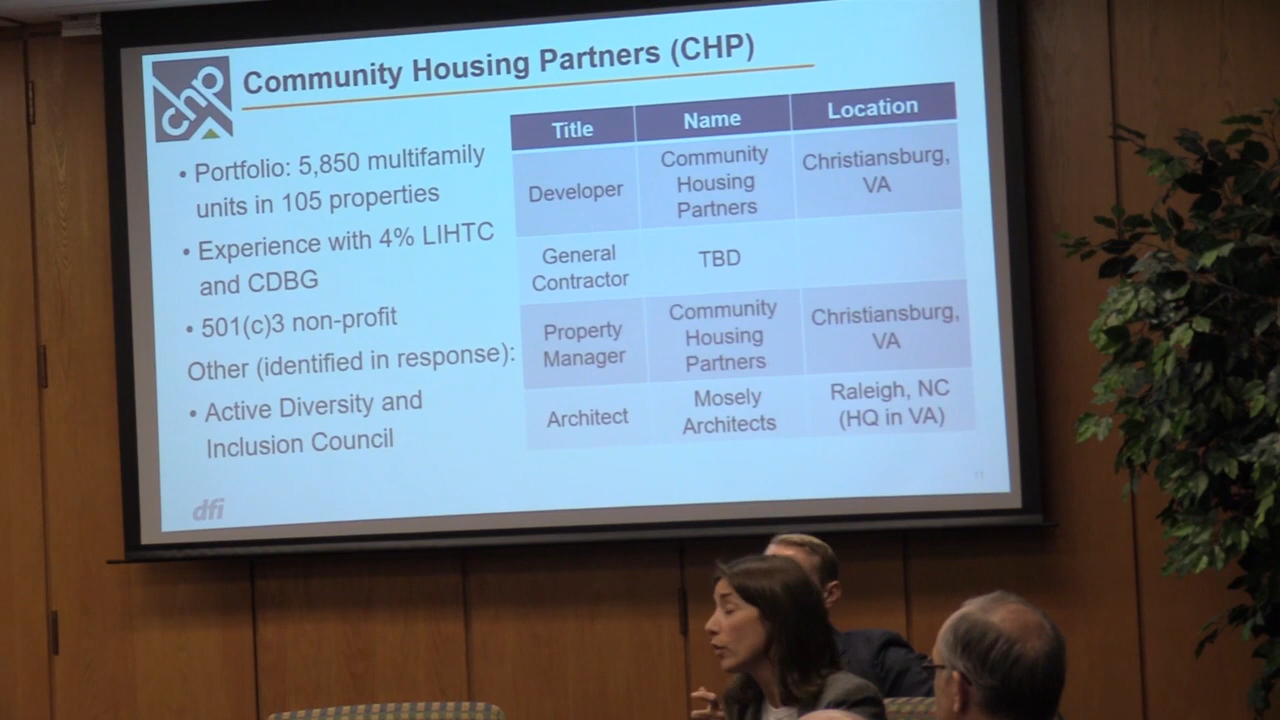 chp
Community Housing Partners (CHP)
• Portfolio: 5,850 multifamily
units in 105 properties
• Experience with 4% LIHTC
and CDBG
• 501(c)3 non-profit
Other (identified in response):
• Active Diversity and
Inclusion Council
Title Name Location
Developer
Community
Housing
Partners
Christiansburg,
VA
General
Contractor
TBD
Property
Manager
Community
Housing
Partners
Christiansburg,
VA
Architect
Mosely
Architects
Raleigh, NC
(HQ in VA)
dfi
11